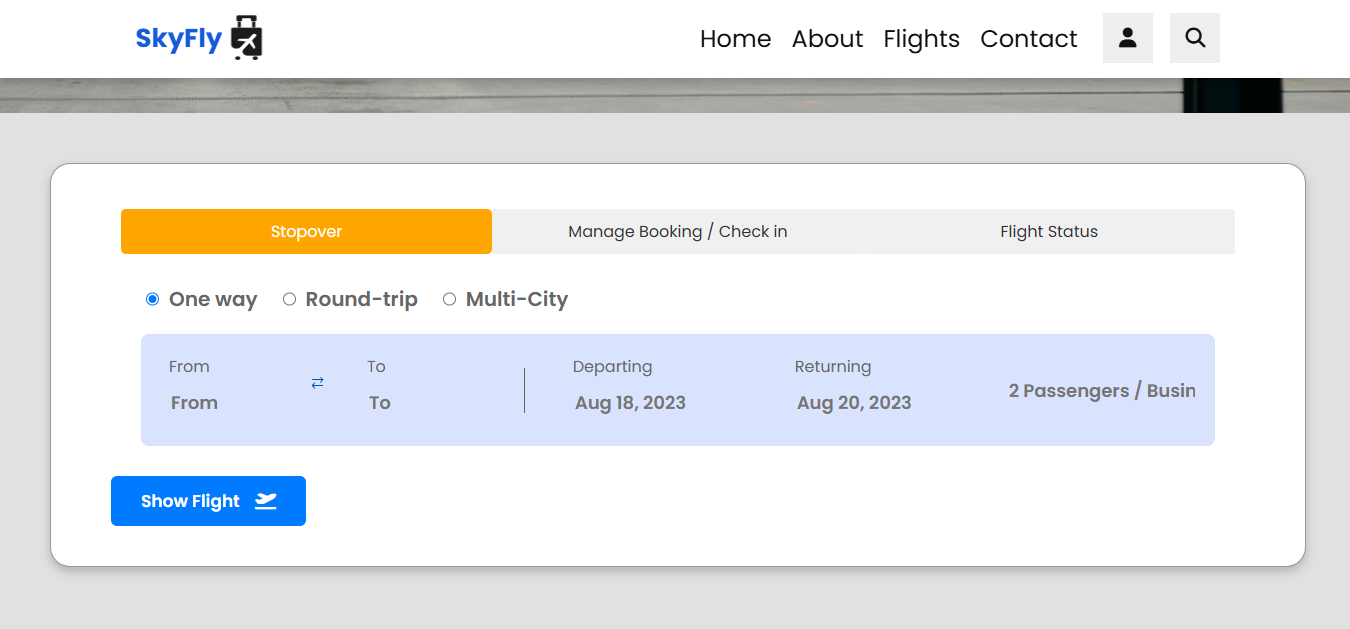 SkyFly
Home About Flights Contact
Stopover Manage Booking / Check in Flight Status
One way Round-trip Multi-City
From To Departing Returning
From To Aug 18, 2023 Aug 20, 2023 2 Passengers / Busin
Show Flight